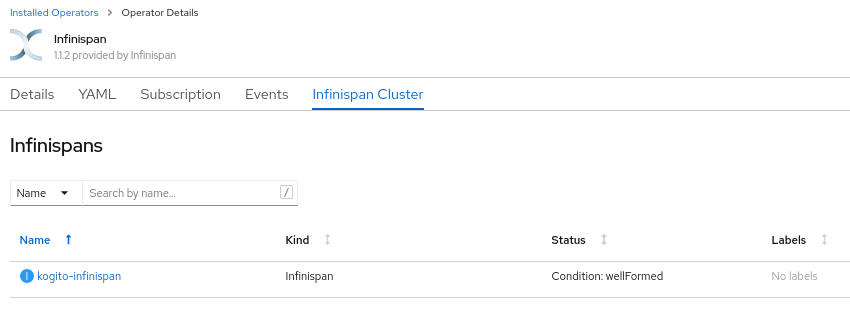 Installed Operators > Operator Details
Infinispan
1.1.2 provided by Infinispan
Details YAML Subscription Events Infinispan Cluster
Infinispans
Name Search by name... /
Name Kind Status Labels
I kogito-infinispan Infinispan Condition: wellFormed No labels